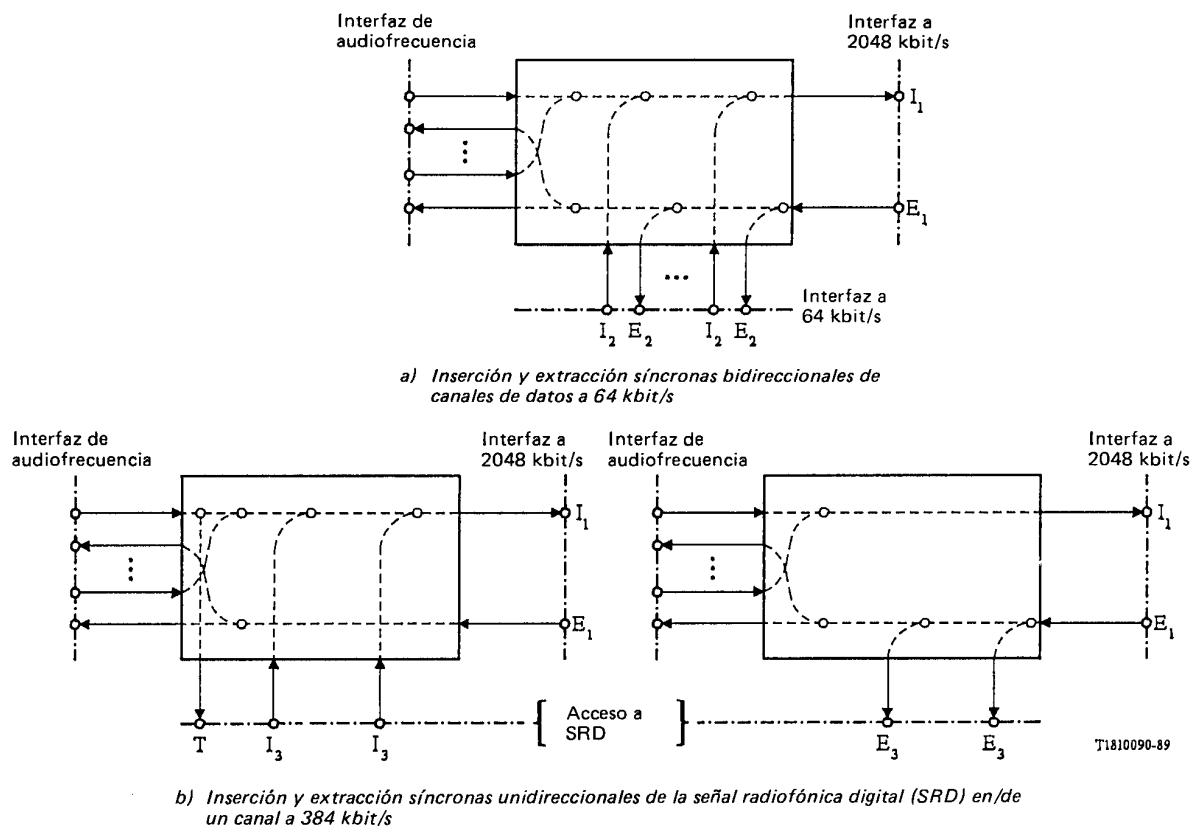 Interfaz de
audiofrecuencia
Interfaz a
2048 kbit/s
I1
E1
Interfaz a
64 kbit/s
I2 E2 I2 E2
a) Inserción y extracción síncronas bidireccionales de
canales de datos a 64 kbit/s
Interfaz de
audiofrecuencia
Interfaz a
2048 kbit/s
Interfaz de
audiofrecuencia
Interfaz a
2048 kbit/s
I1
I1
E1
E1
Acceso a
SRD
T I3 I3
E3 E3
T1810090-89
b) Inserción y extracción síncronas unidireccionales de la señal radiofónica digital (SRD) en/de
un canal a 384 kbit/s